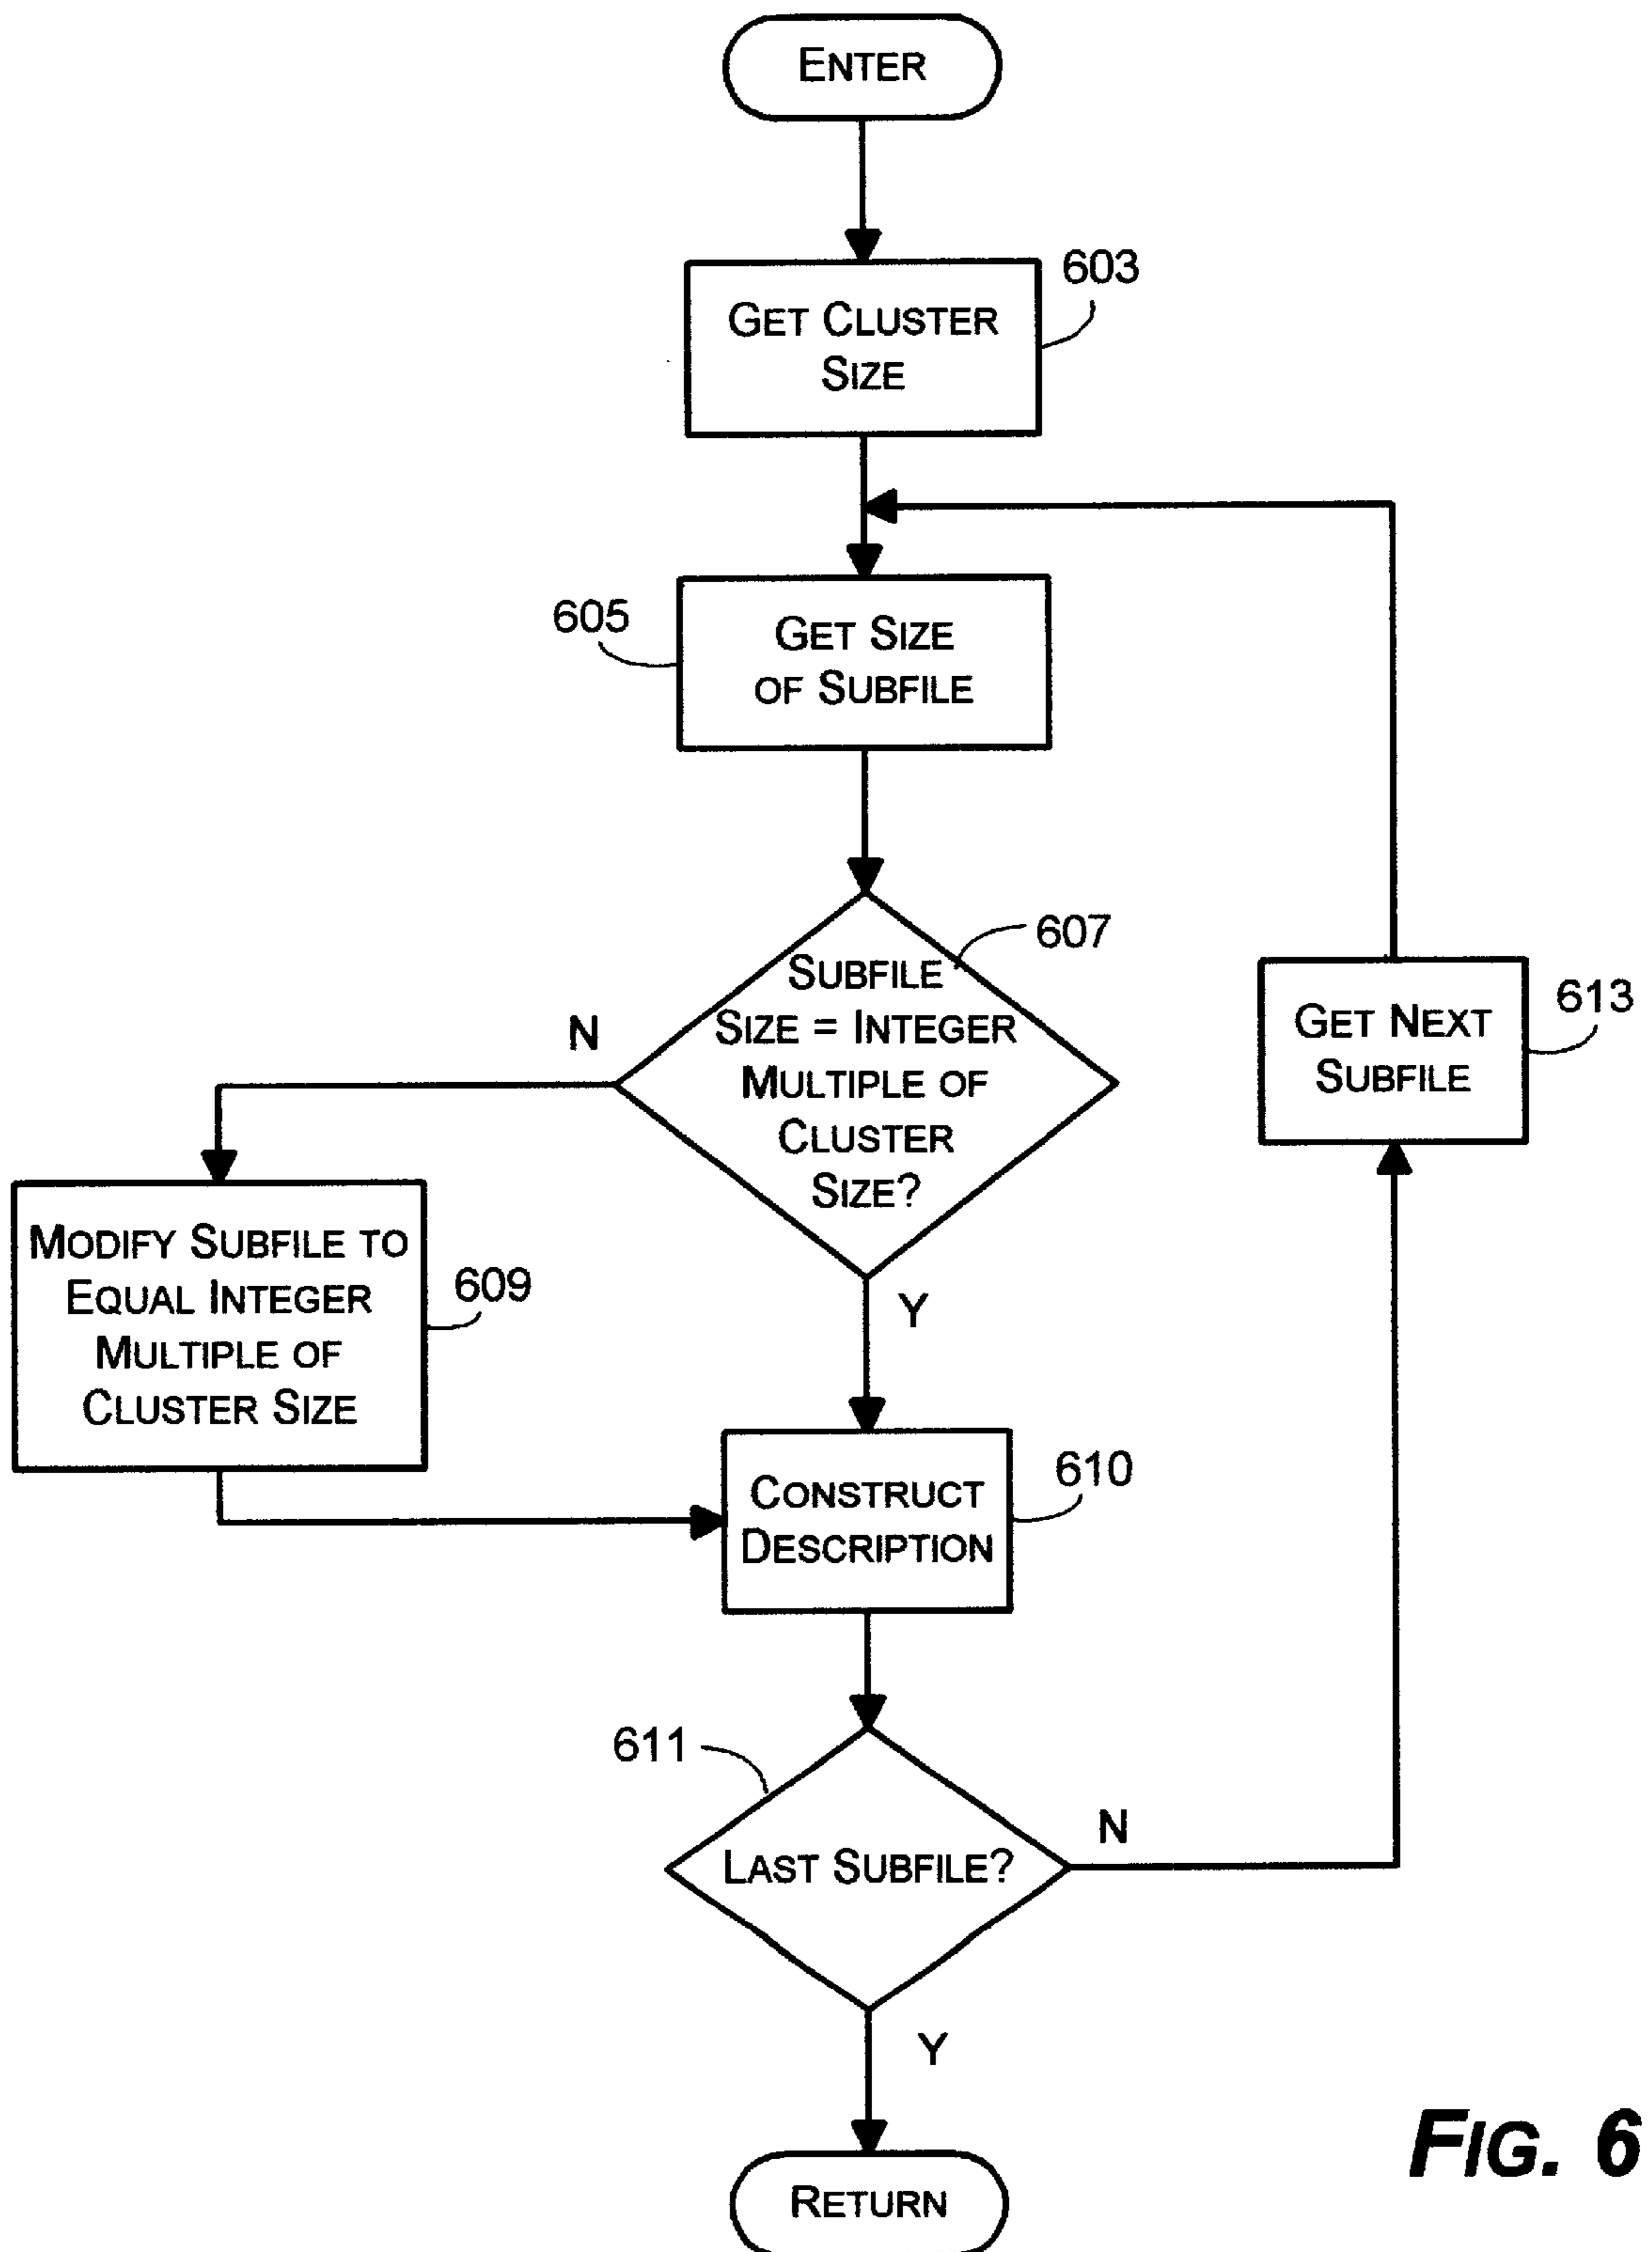 ENTER
603
GET CLUSTER
SIZE
605
GET SIZE
OF SUBFILE
607
SUBFILE
SIZE = INTEGER
MULTIPLE OF
CLUSTER
SIZE?
N
Y
613
GET NEXT
SUBFILE
MODIFY SUBFILE TO
EQUAL INTEGER
MULTIPLE OF
CLUSTER SIZE
609
610
CONSTRUCT
DESCRIPTION
611
LAST SUBFILE?
N
Y
RETURN
FIG. 6